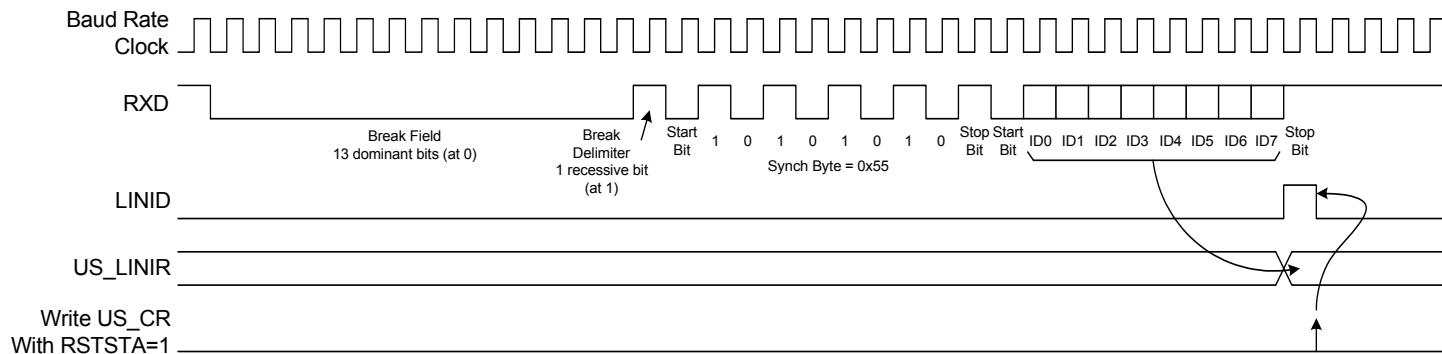 Baud Rate
Clock
RXD
Break Field
13 dominant bits (at 0)
Break
Delimiter
1 recessive bit
(at 1)
Start
Bit
1 0 1 0 1 0 1 0
Stop
Bit
Start
Bit
Synch Byte = 0x55
ID0 ID1 ID2 ID3 ID4 ID5 ID6 ID7
Stop
Bit
LINID
US_LINIR
Write US_CR
With RSTSTA=1